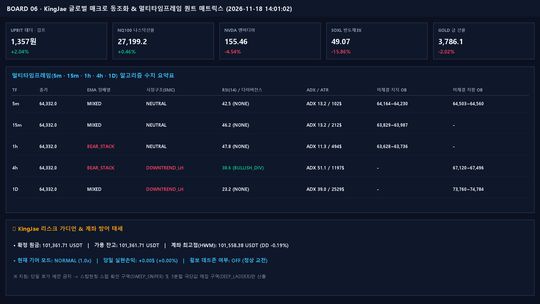 BOARD 06 · KingJae 글로벌 매크로 동조화 & 멀티타임프레임 퀀트 매트릭스 (2026-11-18 14:01:02)
UPBIT 테더 · 점프
1,357원
+2.04%
NQ100.2 나스닥선물
27,199.2
+0.46%
NVDA 엔비디아
155.46
-4.54%
SOXL 반도체3X
49.07
-15.86%
GOLD 금 선물
3,786.1
-2.02%
멀티타임프레임(5m · 15m · 1h · 4h · 1D) 알고리즘 수치 요약표
TF 종가 EMA 정배열 시장구조(SMC) RSI(14) / 다이버전스 ADX / ATR 미체결 지지 OB 미체결 저항 OB
5m 64,332.0 MIXED NEUTRAL 42.5 (NONE) ADX 13.2 / 102$ 64,164~64,230 64,503~64,560
15m 64,332.0 MIXED NEUTRAL 46.2 (NONE) ADX 13.2 / 212$ 63,829~63,907 -
1h 64,332.0 BEAR_STACK NEUTRAL 47.8 (NONE) ADX 11.3 / 494$ 63,628~63,736 -
4h 64,332.0 BEAR_STACK DOWNTREND_LH 38.6 (BULLISH_DIV) ADX 51.1 / 1197$ - 67,120~67,496
1D 64,332.0 MIXED DOWNTREND_LH 23.2 (NONE) ADX 39.0 / 2529$ - 73,760~74,784
KingJae 리스크 가디언 & 계좌 방어 태세
• 확정 원금: 101,361.71 USDT | 가용 잔고: 101,361.71 USDT | 계좌 최고점(HWM): 101,558.38 USDT (DD -0.19%)
• 현재 기어 모드: NORMAL (1.0x) | 당일 실현손익: +0.00$ (+0.00%) | 킬포 데드존 여부: OFF (정상 교전)